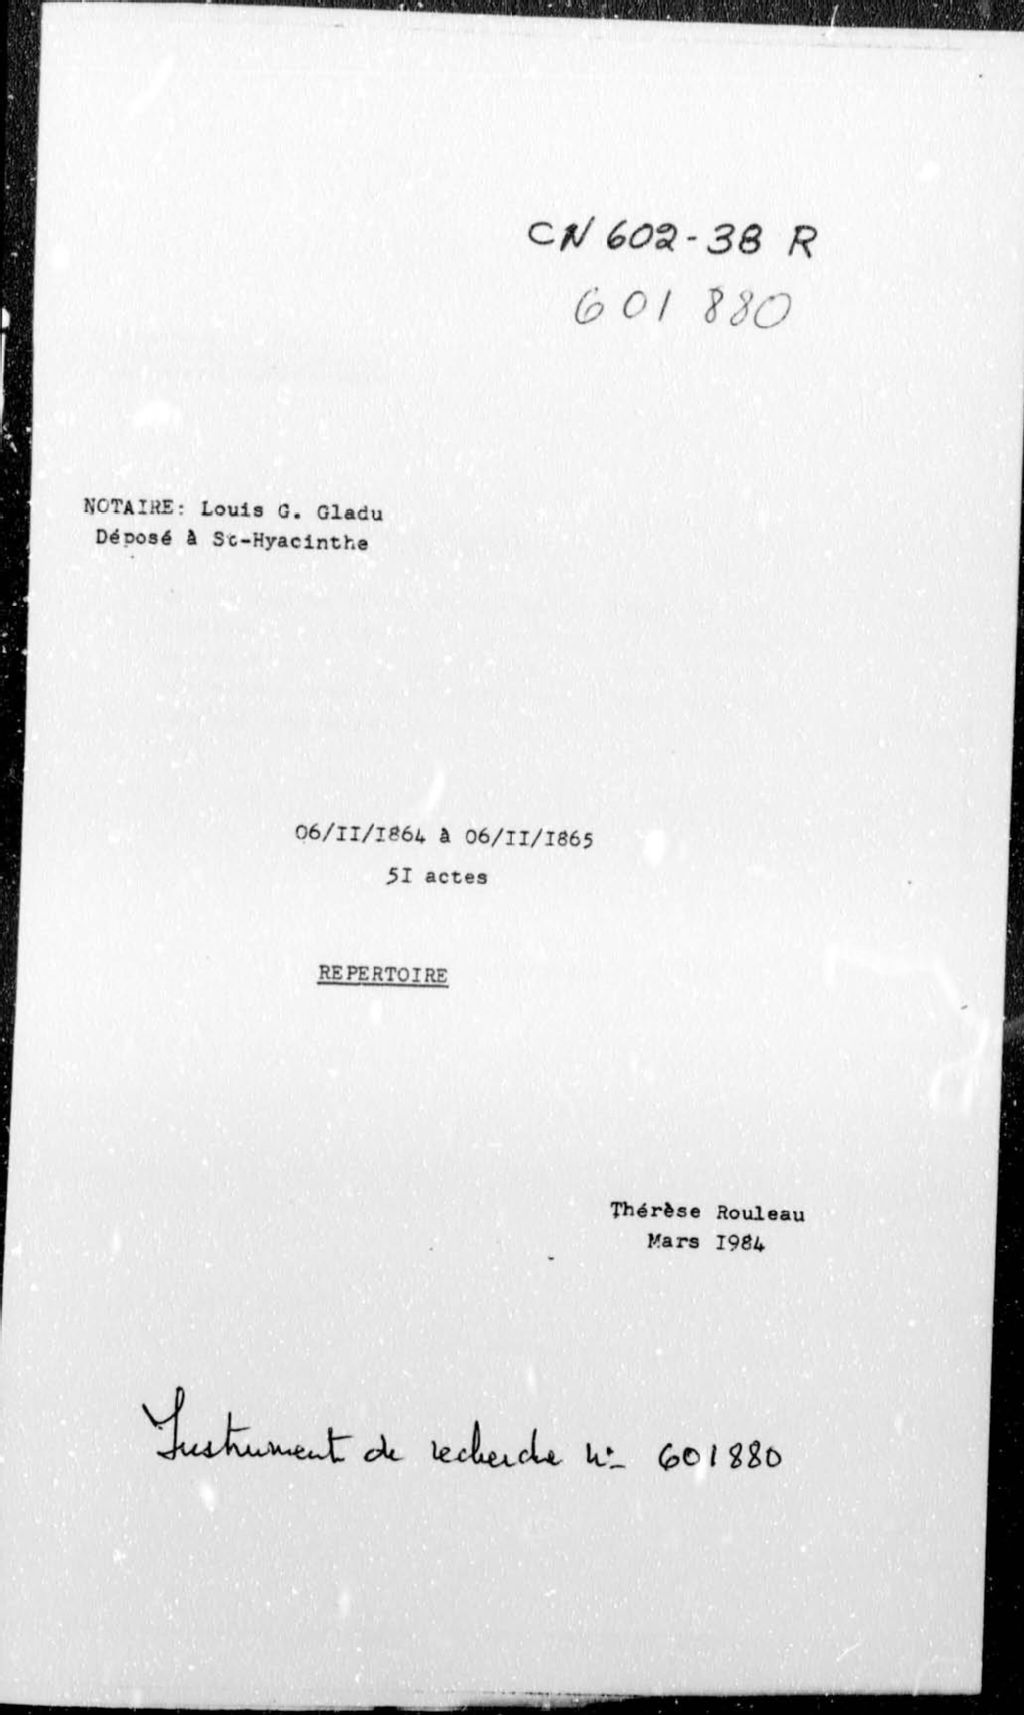 CN 602-38 R
601 880
NOTAIRE: Louis G. Gladu
Déposé à St-Hyacinthe
06/II/I864 à 06/II/I865
5I actes
REPERTOIRE
Thérèse Rouleau
Mars I984
Instrument de recherche no 601880